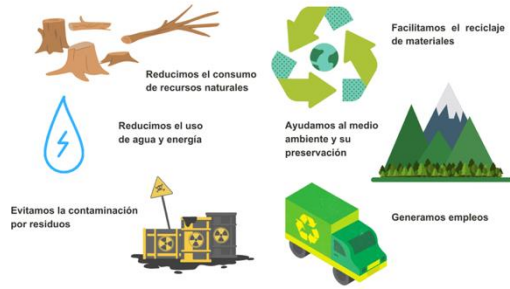 Reducimos el consumo
de recursos naturales
Facilitamos el reciclaje
de materiales
Reducimos el uso
de agua y energía
Ayudamos al medio
ambiente y su
preservación
Evitamos la contaminación
por residuos
Generamos empleos